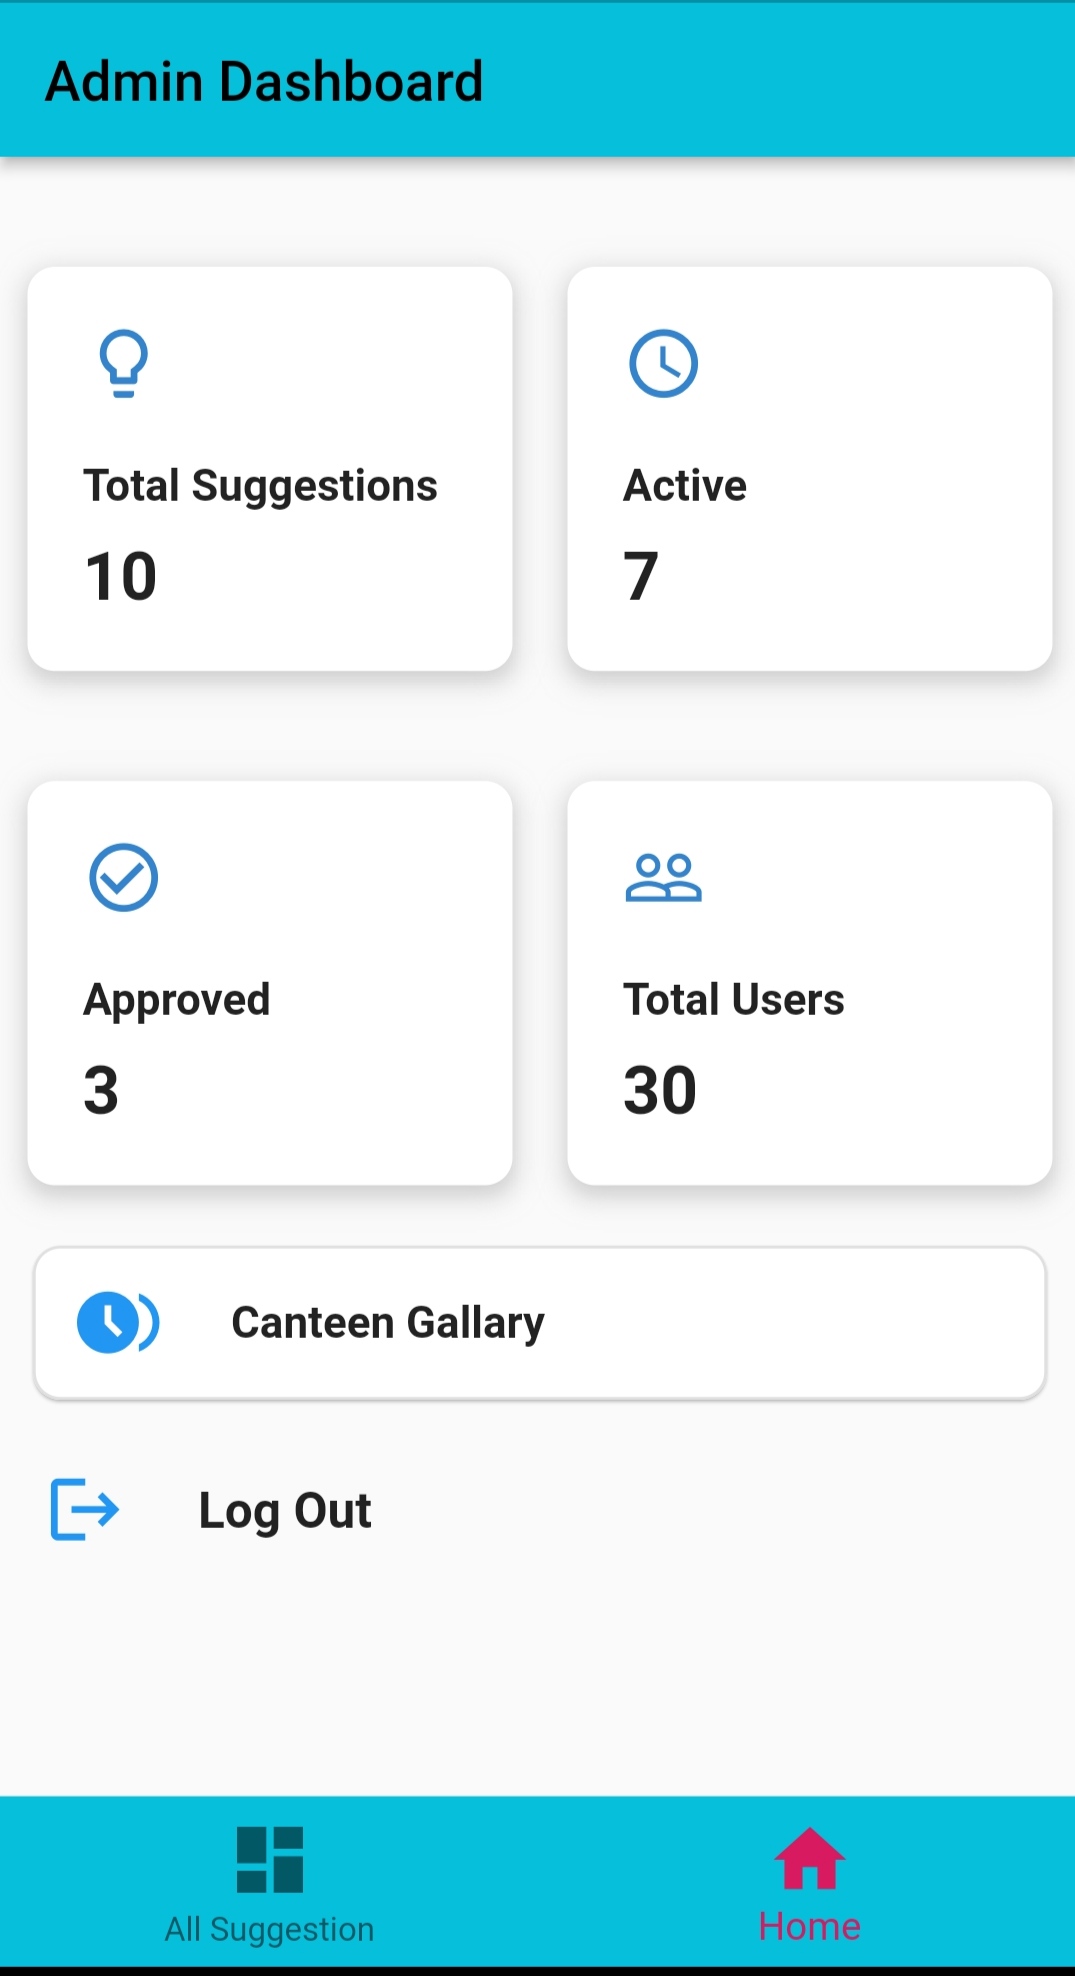 Admin Dashboard
Total Suggestions
10
Active
7
Approved
3
Total Users
30
Canteen Gallary
Log Out
All Suggestion
Home